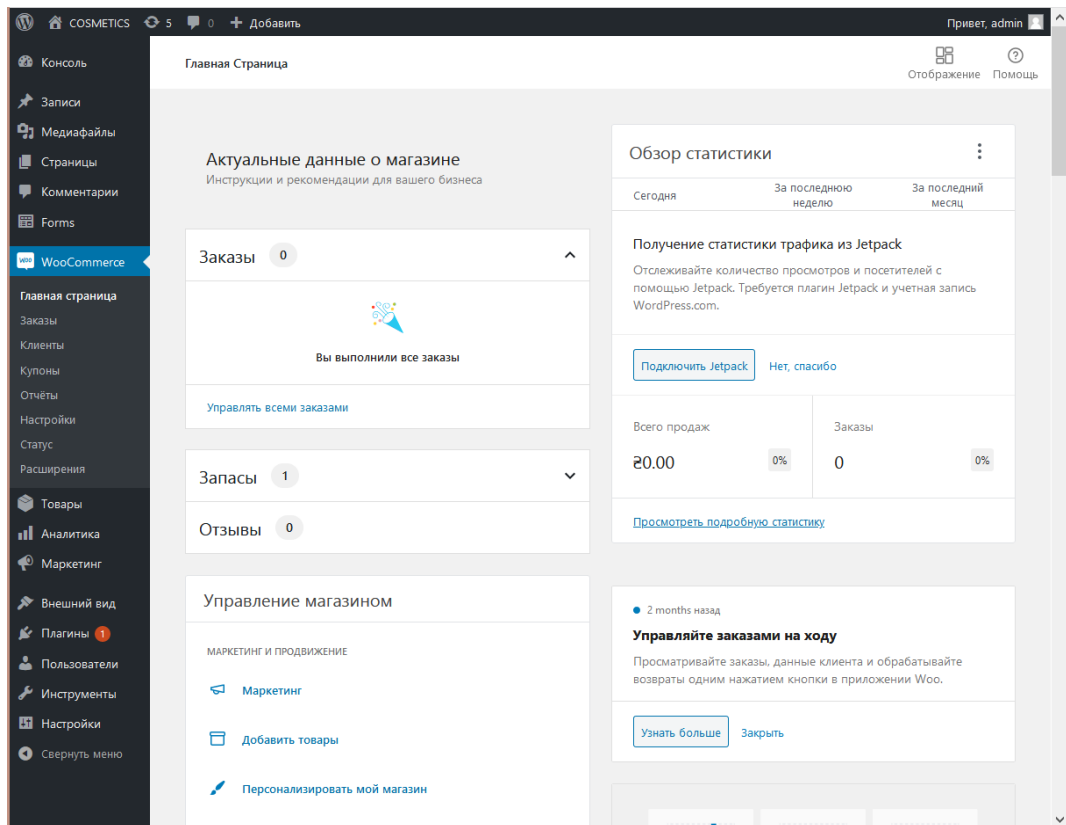 COSMETICS 5 0 + Добавить Привет, admin
Консоль
Записи
Медиафайлы
Страницы
Комментарии
Forms
WooCommerce
Главная страница
Заказы
Клиенты
Купоны
Отчёты
Настройки
Статус
Расширения
Товары
Аналитика
Маркетинг
Внешний вид
Плагины 1
Пользователи
Инструменты
Настройки
Свернуть меню
Главная Страница
Отображение Помощь
Актуальные данные о магазине
Инструкции и рекомендации для вашего бизнеса
Заказы 0
Вы выполнили все заказы
Управлять всеми заказами
Запасы 1
Отзывы 0
Управление магазином
МАРКЕТИНГ И ПРОДВИЖЕНИЕ
Маркетинг
Добавить товары
Персонализировать мой магазин
Обзор статистики
Сегодня
За последнюю
неделю
За последний
месяц
Получение статистики трафика из Jetpack
Отслеживайте количество просмотров и посетителей с
помощью Jetpack. Требуется плагин Jetpack и учетная запись
WordPress.com.
Подключить Jetpack Нет, спасибо
Всего продаж
₴0.00 0%
Заказы
0 0%
Просмотреть подробную статистику
2 months назад
Управляйте заказами на ходу
Просматривайте заказы, данные клиента и обрабатывайте
возвраты одним нажатием кнопки в приложении Woo.
Узнать больше Закрыть